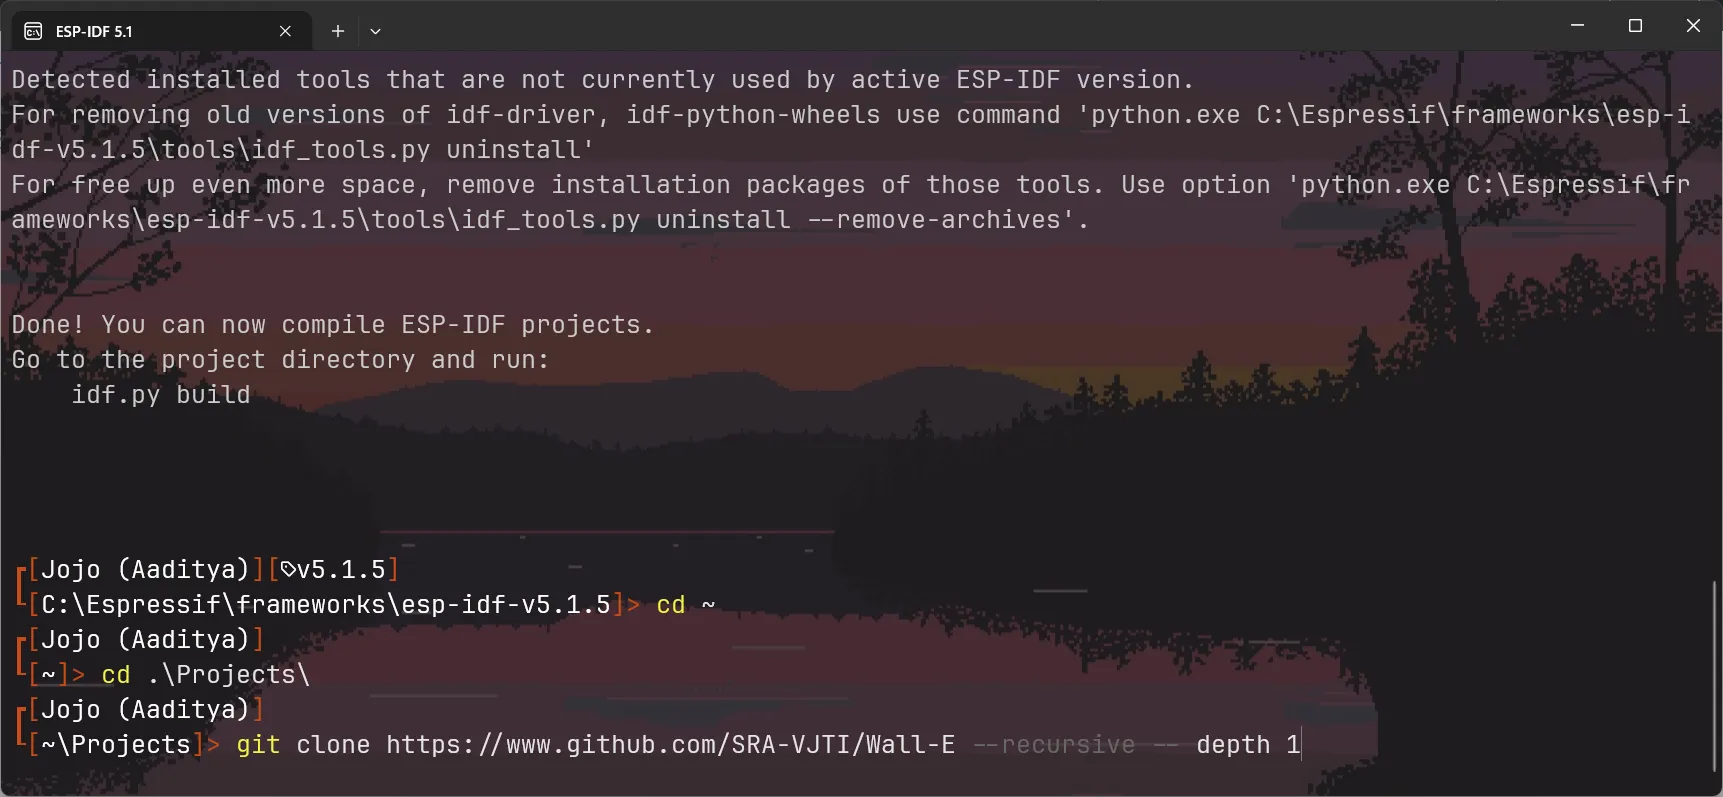 ESP-IDF 5.1
Detected installed tools that are not currently used by active ESP-IDF version.
For removing old versions of idf-driver, idf-python-wheels use command 'python.exe C:\Espressif\frameworks\esp-i
df-v5.1.5\tools\idf_tools.py uninstall'
For free up even more space, remove installation packages of those tools. Use option 'python.exe C:\Espressif\fr
ameworks\esp-idf-v5.1.5\tools\idf_tools.py uninstall --remove-archives'.
Done! You can now compile ESP-IDF projects.
Go to the project directory and run:
    idf.py build
[Jojo (Aaditya)][v5.1.5]
[C:\Espressif\frameworks\esp-idf-v5.1.5]> cd ~
[Jojo (Aaditya)]
[~]> cd .\Projects\
[Jojo (Aaditya)]
[~\Projects]> git clone https://www.github.com/SRA-VJTI/Wall-E --recursive -- depth 1